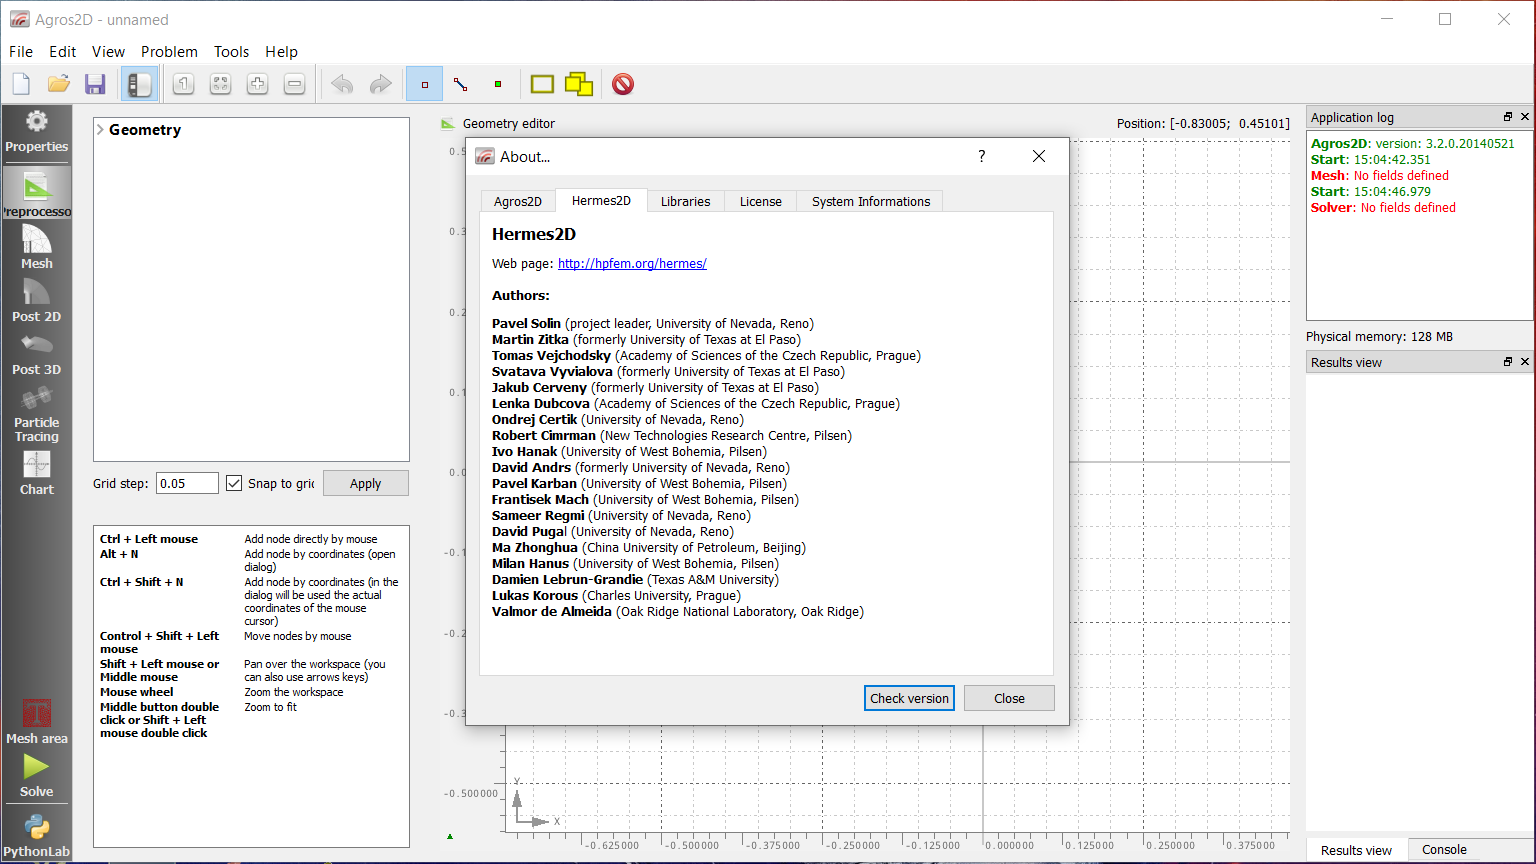 Agros2D - unnamed
File Edit View Problem Tools Help
Properties
Preprocesso
Mesh
Post 2D
Post 3D
Particle
Tracing
Chart
Mesh area
Solve
PythonLab
Geometry
Grid step: 0.05 Snap to gri Apply
Ctrl + Left mouse Add node directly by mouse
Alt + N Add node by coordinates (open
dialog)
Ctrl + Shift + N Add node by coordinates (in the
dialog will be used the actual
coordinates of the mouse
cursor)
Control + Shift + Left Move nodes by mouse
mouse
Shift + Left mouse or Pan over the workspace (you
Middle mouse can also use arrows keys)
Mouse wheel Zoom the workspace
Middle button double Zoom to fit
click or Shift + Left
mouse double click
Geometry editor Position: [-0.83005; 0.45101]
0.5
0.3
0.2
0.1
0.0
-0.1
-0.2
-0.3
-0.500000
Y
X
-0.625000 -0.500000 -0.375000 -0.250000 -0.125000 0.000000 0.125000 0.250000 0.375000
About...
?
Agros2D Hermes2D Libraries License System Informations
Hermes2D
Web page: http://hpfem.org/hermes/
Authors:
Pavel Solin (project leader, University of Nevada, Reno)
Martin Zitka (formerly University of Texas at El Paso)
Tomas Vejchodsky (Academy of Sciences of the Czech Republic, Prague)
Svatava Vyvialova (formerly University of Texas at El Paso)
Jakub Cerveny (formerly University of Texas at El Paso)
Lenka Dubcova (Academy of Sciences of the Czech Republic, Prague)
Ondrej Certik (University of Nevada, Reno)
Robert Cimrman (New Technologies Research Centre, Pilsen)
Ivo Hanak (University of West Bohemia, Pilsen)
David Andrs (formerly University of Nevada, Reno)
Pavel Karban (University of West Bohemia, Pilsen)
Frantisek Mach (University of West Bohemia, Pilsen)
Sameer Regmi (University of Nevada, Reno)
David Pugal (University of Nevada, Reno)
Ma Zhonghua (China University of Petroleum, Beijing)
Milan Hanus (University of West Bohemia, Pilsen)
Damien Lebrun-Grandie (Texas A&M University)
Lukas Korous (Charles University, Prague)
Valmor de Almeida (Oak Ridge National Laboratory, Oak Ridge)
Check version Close
Application log
Agros2D: version: 3.2.0.20140521
Start: 15:04:42.351
Mesh: No fields defined
Start: 15:04:46.979
Solver: No fields defined
Physical memory: 128 MB
Results view
Results view Console